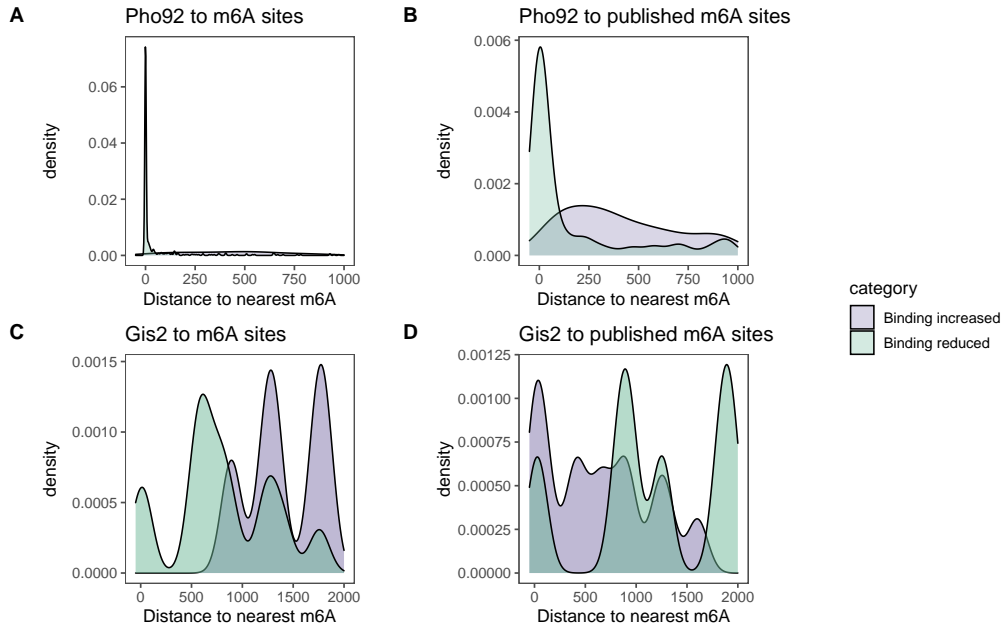 A
Pho92 to m6A sites
density
0.06
0.04
0.02
0.00
0 250 500 750 1000
Distance to nearest m6A
B
Pho92 to published m6A sites
density
0.006
0.004
0.002
0.000
0 250 500 750 1000
Distance to nearest m6A
C
Gis2 to m6A sites
density
0.0015
0.0010
0.0005
0.0000
0 500 1000 1500 2000
Distance to nearest m6A
D
Gis2 to published m6A sites
density
0.00125
0.00100
0.00075
0.00050
0.00025
0.00000
0 500 1000 1500 2000
Distance to nearest m6A
category
Binding increased
Binding reduced